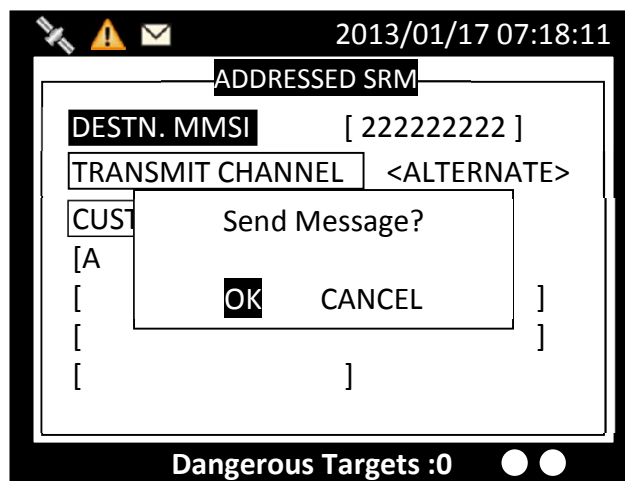 2013/01/17 07:18:11
ADDRESSED SRM
DESTN. MMSI [ 222222222 ]
TRANSMIT CHANNEL <ALTERNATE>
CUST
Send Message?
[A
OK CANCEL
[ ]
[ ]
[ ]
Dangerous Targets :0